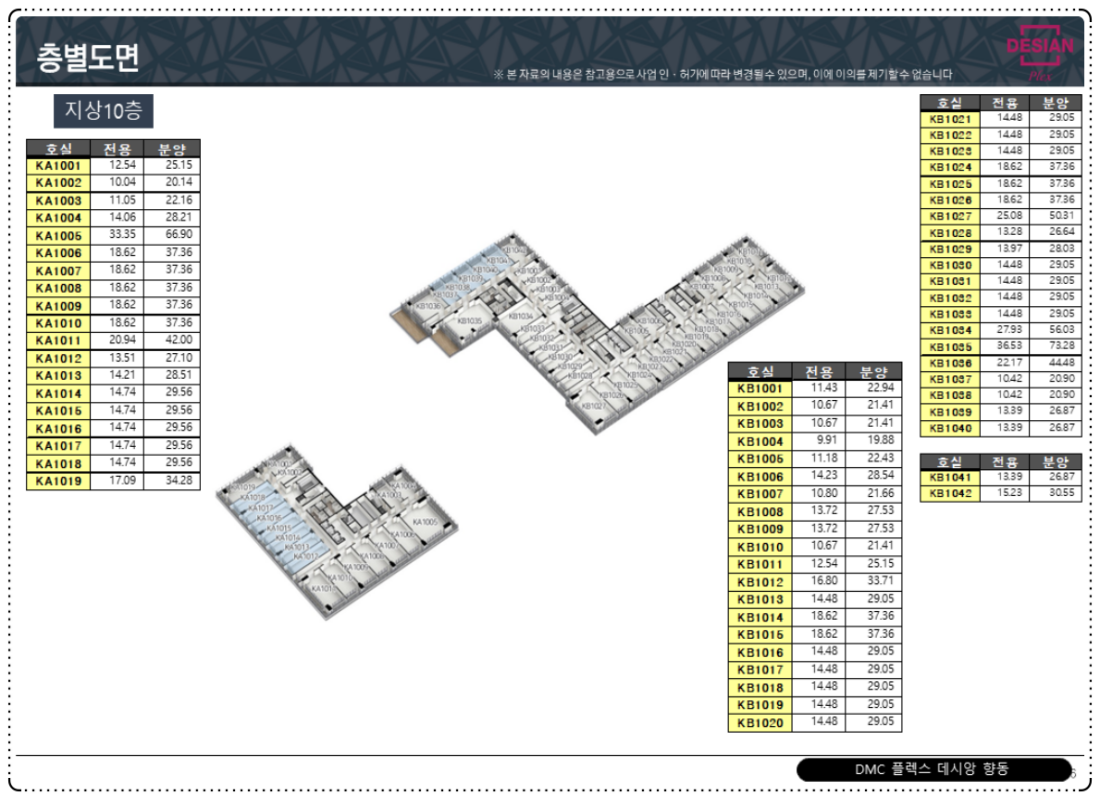 층별도면
※ 본 자료의 내용은 참고용으로 사업 인·허가에 따라 변경될 수 있으며, 이에 이의를 제기할 수 없습니다
DESIAN
Plex
지상10층
호실 전용 분양
KA1001 12.54 25.15
KA1002 10.04 20.14
KA1003 11.05 22.16
KA1004 14.06 28.21
KA1005 33.35 66.90
KA1006 18.62 37.36
KA1007 18.62 37.36
KA1008 18.62 37.36
KA1009 18.62 37.36
KA1010 18.62 37.36
KA1011 20.94 42.00
KA1012 13.51 27.10
KA1013 14.21 28.51
KA1014 14.74 29.56
KA1015 14.74 29.56
KA1016 14.74 29.56
KA1017 14.74 29.56
KA1018 14.74 29.56
KA1019 17.09 34.28
호실 전용 분양
KB1001 11.43 22.94
KB1002 10.67 21.41
KB1003 10.67 21.41
KB1004 9.91 19.88
KB1005 11.18 22.43
KB1006 14.23 28.54
KB1007 10.80 21.66
KB1008 13.72 27.53
KB1009 13.72 27.53
KB1010 10.67 21.41
KB1011 12.54 25.15
KB1012 16.80 33.71
KB1013 14.48 29.05
KB1014 18.62 37.36
KB1015 18.62 37.36
KB1016 14.48 29.05
KB1017 14.48 29.05
KB1018 14.48 29.05
KB1019 14.48 29.05
KB1020 14.48 29.05
호실 전용 분양
KB1021 14.48 29.05
KB1022 14.48 29.05
KB1023 14.48 29.05
KB1024 18.62 37.36
KB1025 18.62 37.36
KB1026 18.62 37.36
KB1027 25.08 50.31
KB1028 13.28 26.64
KB1029 13.97 28.03
KB1030 14.48 29.05
KB1031 14.48 29.05
KB1032 14.48 29.05
KB1033 14.48 29.05
KB1034 27.93 56.03
KB1035 36.53 73.28
KB1036 22.17 44.48
KB1037 10.42 20.90
KB1038 10.42 20.90
KB1039 13.39 26.87
KB1040 13.39 26.87
호실 전용 분양
KB1041 13.39 26.87
KB1042 15.23 30.55
KB1036
KB1035
KB1034
KB1027
KA1005
DMC 플렉스 데시앙 향동